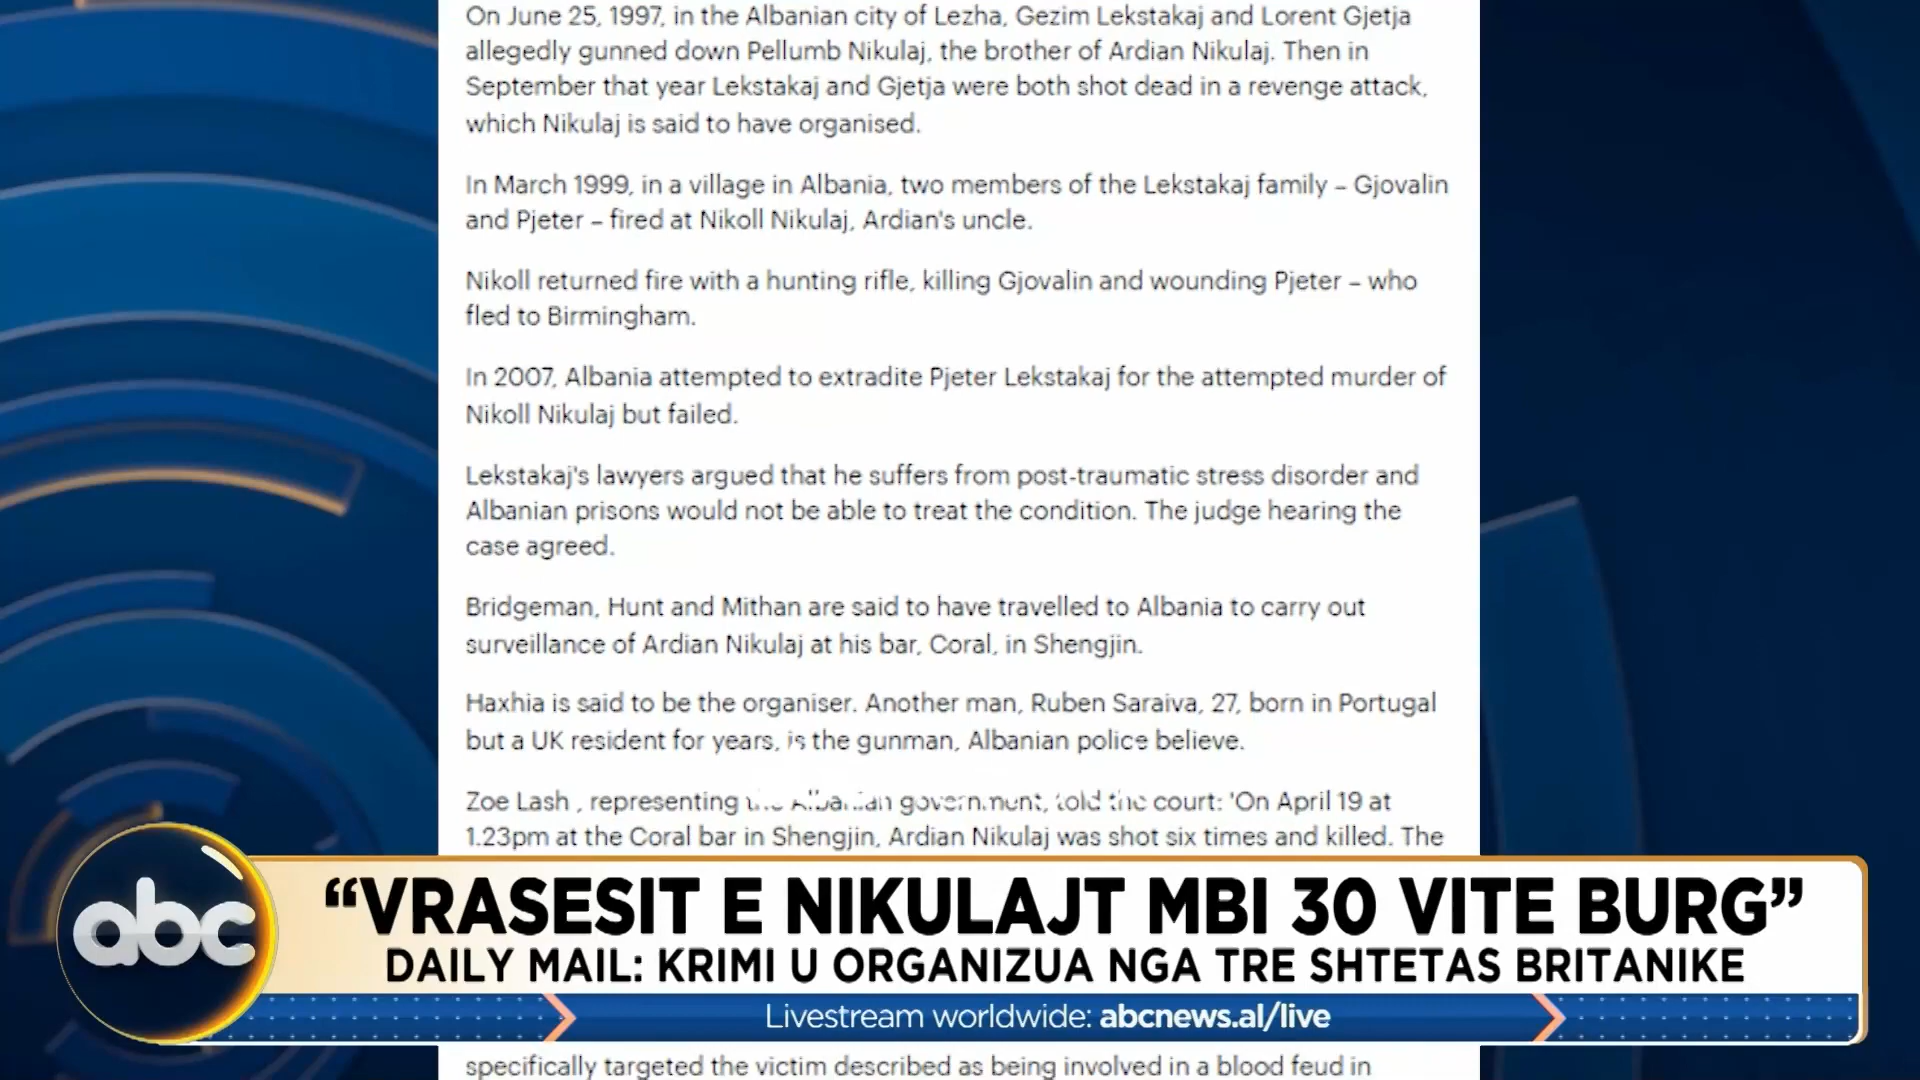 On June 25, 1997, in the Albanian city of Lezha, Gezim Lekstakaj and Lorent Gjetja
allegedly gunned down Pellumb Nikulaj, the brother of Ardian Nikulaj. Then in
September that year Lekstakaj and Gjetja were both shot dead in a revenge attack,
which Nikulaj is said to have organised.
In March 1999, in a village in Albania, two members of the Lekstakaj family – Gjovalin
and Pjeter – fired at Nikoll Nikulaj, Ardian's uncle.
Nikoll returned fire with a hunting rifle, killing Gjovalin and wounding Pjeter – who
fled to Birmingham.
In 2007, Albania attempted to extradite Pjeter Lekstakaj for the attempted murder of
Nikoll Nikulaj but failed.
Lekstakaj's lawyers argued that he suffers from post-traumatic stress disorder and
Albanian prisons would not be able to treat the condition. The judge hearing the
case agreed.
Bridgeman, Hunt and Mithan are said to have travelled to Albania to carry out
surveillance of Ardian Nikulaj at his bar, Coral, in Shengjin.
Haxhia is said to be the organiser. Another man, Ruben Saraiva, 27, born in Portugal
but a UK resident for years, is the gunman, Albanian police believe.
Zoe Lash , representing the Albanian government, told the court: 'On April 19 at
1.23pm at the Coral bar in Shengjin, Ardian Nikulaj was shot six times and killed. The
abc
“VRASESIT E NIKULAJT MBI 30 VITE BURG”
DAILY MAIL: KRIMI U ORGANIZUA NGA TRE SHTETAS BRITANIKE
Livestream worldwide: abcnews.al/live
specifically targeted the victim described as being involved in a blood feud in